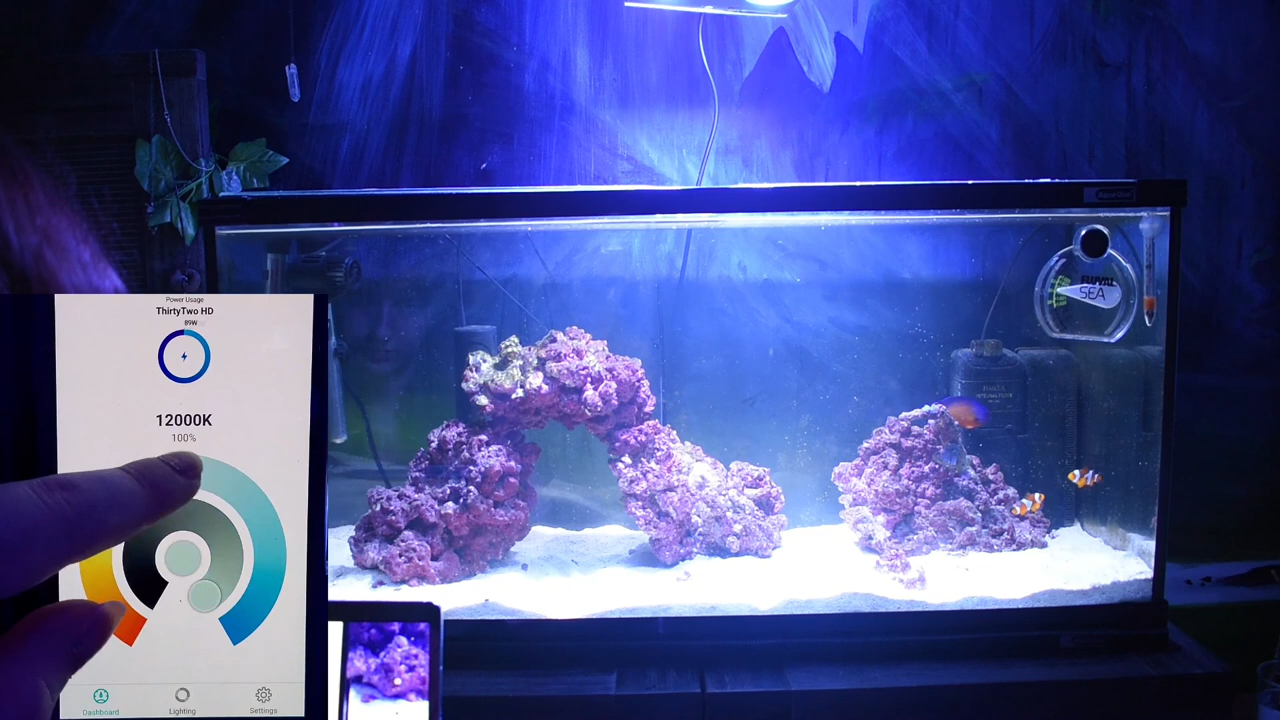 Power Usage
ThirtyTwo HD
89W
12000K
100%
Dashboard
Lighting
Settings
FLUVAL
SEA